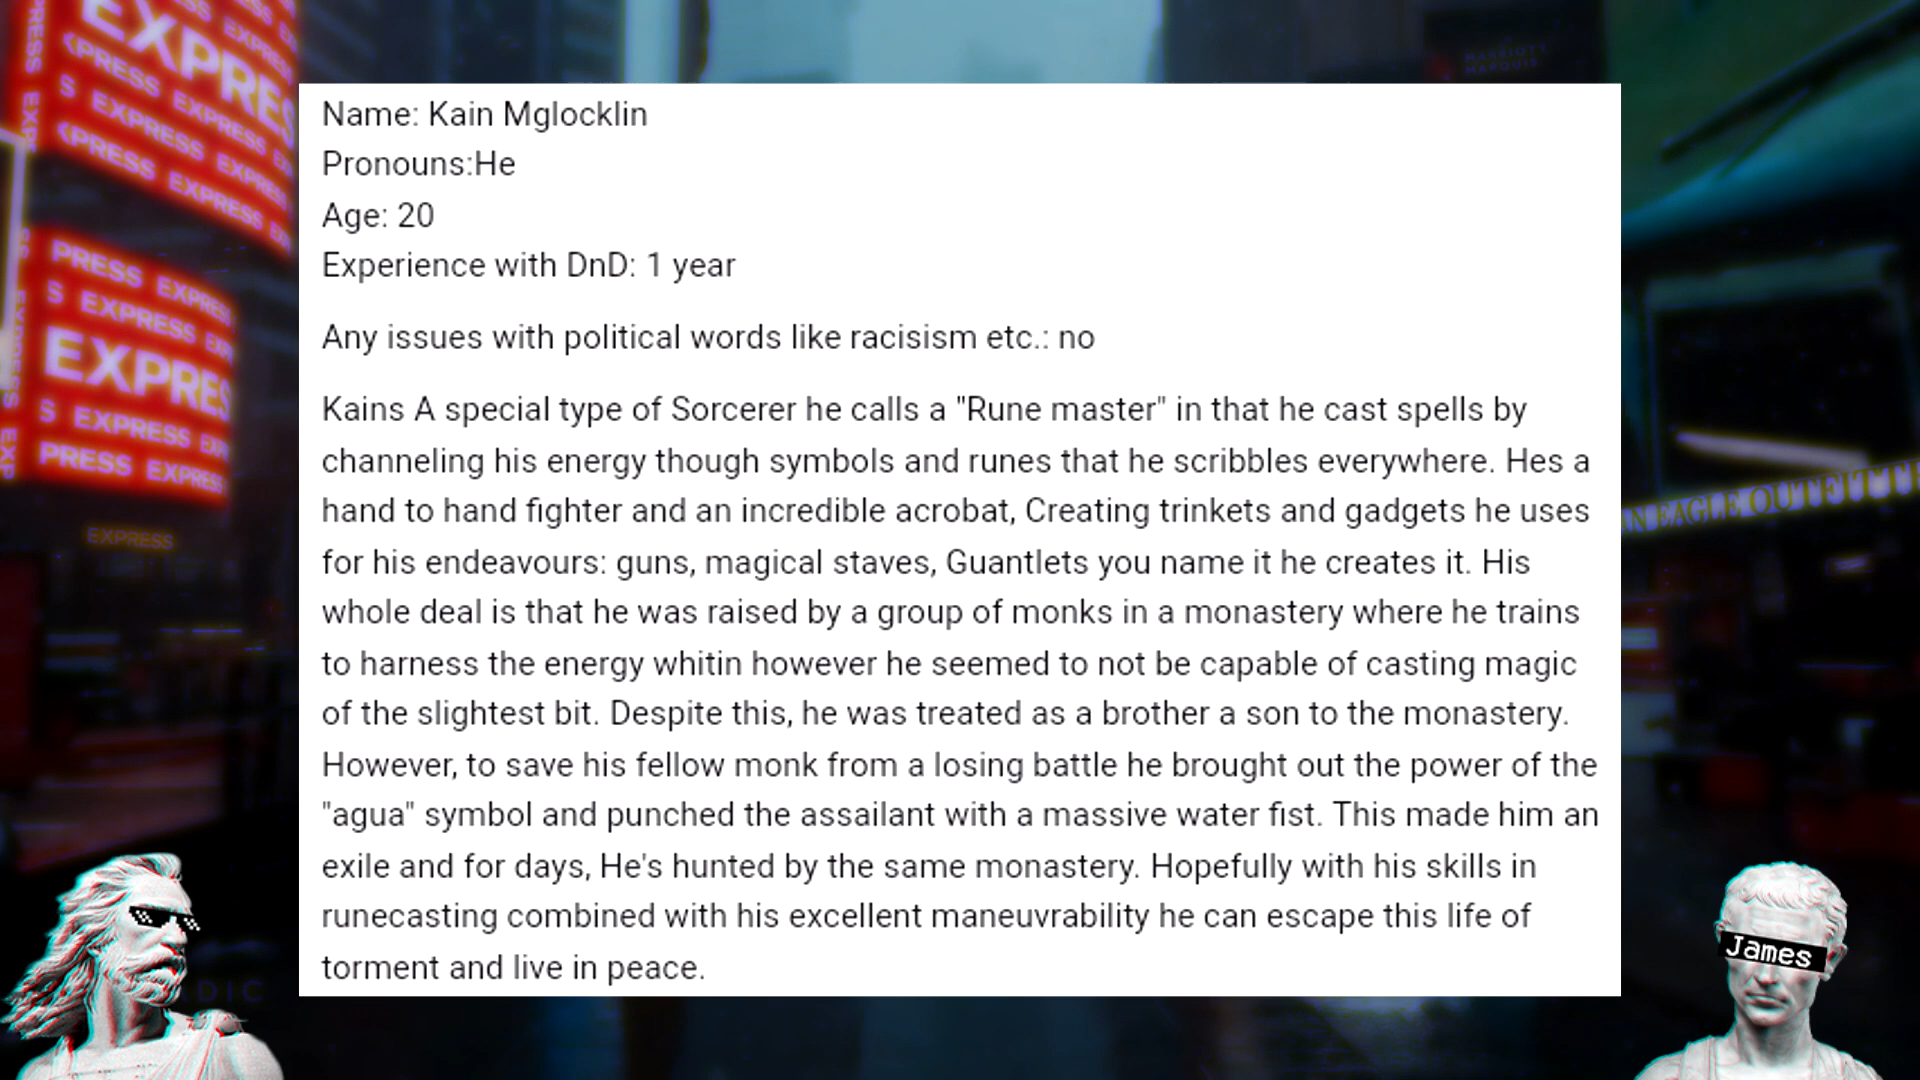 EXPRESS
EXPRESS
EXPRESS
EXPRESS
MARRIOTT
MARQUIS
Name: Kain Mglocklin
Pronouns:He
Age: 20
Experience with DnD: 1 year
Any issues with political words like racisism etc.: no
Kains A special type of Sorcerer he calls a "Rune master" in that he cast spells by
channeling his energy though symbols and runes that he scribbles everywhere. Hes a
hand to hand fighter and an incredible acrobat, Creating trinkets and gadgets he uses
for his endeavours: guns, magical staves, Guantlets you name it he creates it. His
whole deal is that he was raised by a group of monks in a monastery where he trains
to harness the energy whitin however he seemed to not be capable of casting magic
of the slightest bit. Despite this, he was treated as a brother a son to the monastery.
However, to save his fellow monk from a losing battle he brought out the power of the
"agua" symbol and punched the assailant with a massive water fist. This made him an
exile and for days, He's hunted by the same monastery. Hopefully with his skills in
runecasting combined with his excellent maneuvrability he can escape this life of
torment and live in peace.
EAGLE OUTFITTE
James